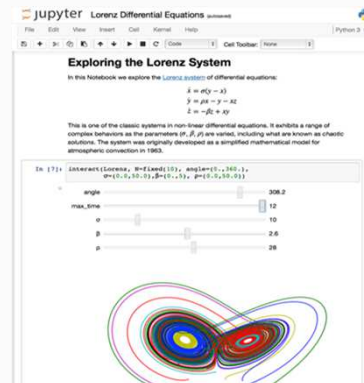 jupyter Lorenz Differential Equations (autosaved)
File Edit View Insert Cell Kernel Help Python 3
Code Cell Toolbar: None
Exploring the Lorenz System
In this Notebook we explore the Lorenz system of differential equations:
ẋ = σ(y − x)
ẏ = ρx − y − xz
ż = −βz + xy
This is one of the classic systems in non-linear differential equations. It exhibits a range of
complex behaviors as the parameters (σ, β, ρ) are varied, including what are known as chaotic
solutions. The system was originally developed as a simplified mathematical model for
atmospheric convection in 1963.
In [7]: interact(Lorenz, N=fixed(10), angle=(0.,360.),
σ=(0.0,50.0),β=(0.,5), ρ=(0.0,50.0))
angle 308.2
max_time 12
σ 10
β 2.6
ρ 28